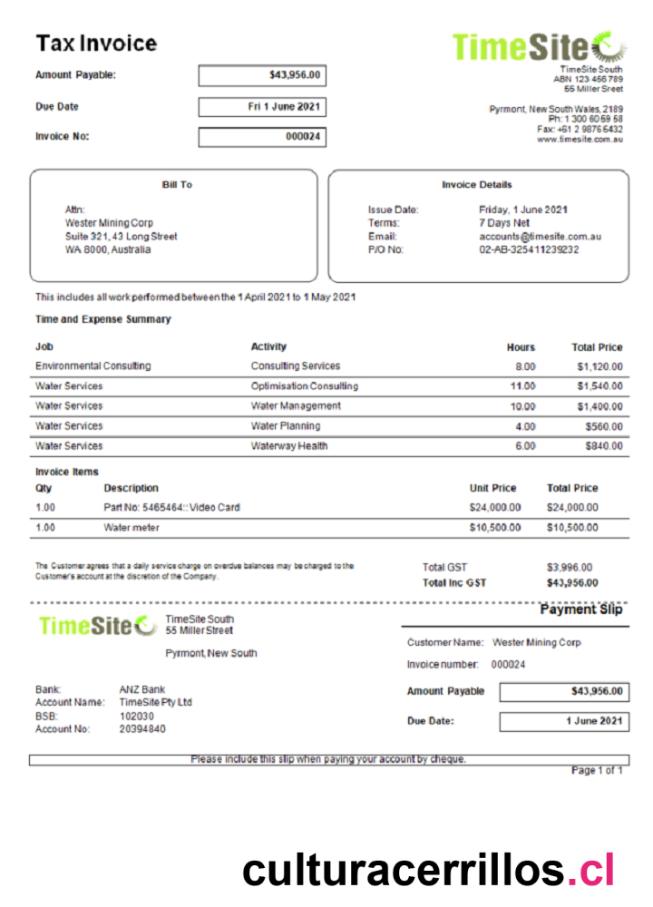 Tax Invoice
TimeSite
Amount Payable: $43,956.00
TimeSite South
ABN 123 456 789
55 Miller Sreet
Due Date Fri 1 June 2021
Pyrmont, New South Wales, 2189
Ph: 1 300 60 59 58
Fax: +61 2 9876 5432
www.timesite.com.au
Invoice No: 000024
Bill To
Attn:
Wester Mining Corp
Suite 321, 43 Long Street
WA 8000, Australia
Invoice Details
Issue Date: Friday, 1 June 2021
Terms: 7 Days Net
Email: accounts@timesite.com.au
P/O No: 02-AB-325411239232
This includes all work performed between the 1 April 2021 to 1 May 2021
Time and Expense Summary
Job Activity Hours Total Price
Environmental Consulting Consulting Services 8.00 $1,120.00
Water Services Optimisation Consulting 11.00 $1,540.00
Water Services Water Management 10.00 $1,400.00
Water Services Water Planning 4.00 $560.00
Water Services Waterway Health 6.00 $840.00
Invoice Items
Qty Description Unit Price Total Price
1.00 Part No: 5465464:: Video Card $24,000.00 $24,000.00
1.00 Water meter $10,500.00 $10,500.00
The Customer agrees that a daily service charge on overdue balances may be charged to the
Customer's account at the discretion of the Company.
Total GST $3,996.00
Total Inc GST $43,956.00
Payment Slip
TimeSite
TimeSite South
55 Miller Street
Pyrmont, New South
Customer Name: Wester Mining Corp
Invoice number: 000024
Bank: ANZ Bank
Account Name: TimeSite Pty Ltd
BSB: 102030
Account No: 20394840
Amount Payable $43,956.00
Due Date: 1 June 2021
Please include this slip when paying your account by cheque.
Page 1 of 1
culturacerrillos.cl